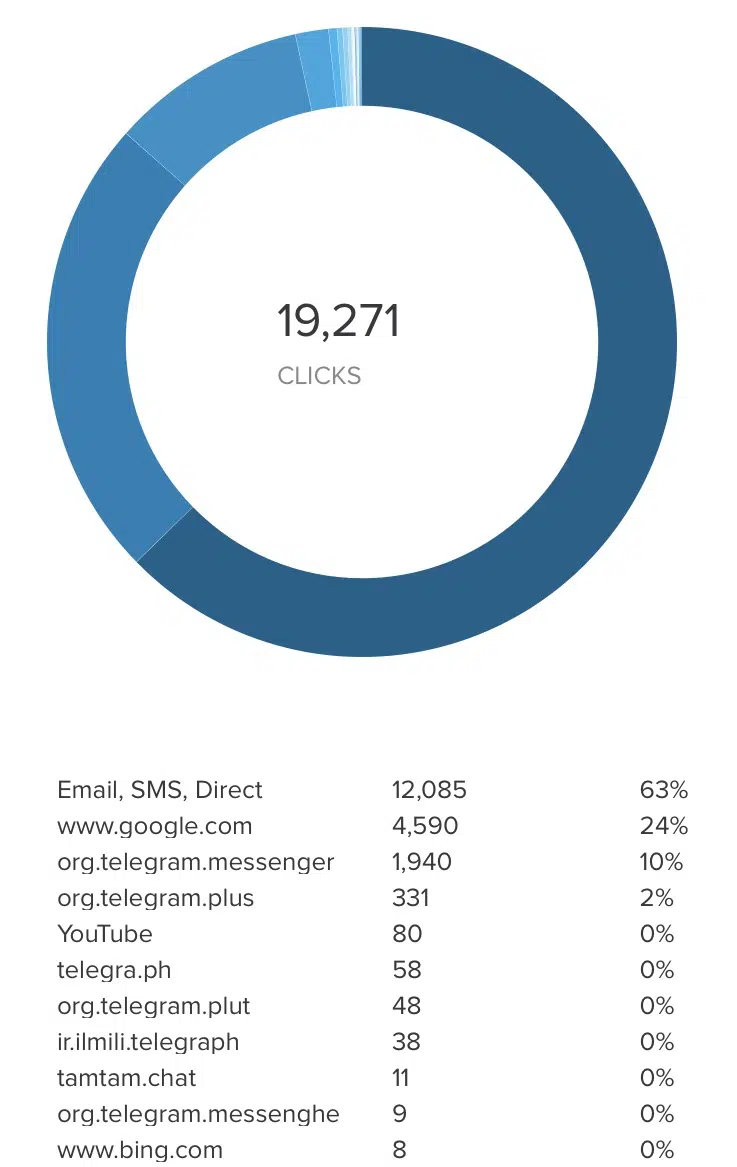 19,271
CLICKS
Email, SMS, Direct 12,085 63%
www.google.com 4,590 24%
org.telegram.messenger 1,940 10%
org.telegram.plus 331 2%
YouTube 80 0%
telegra.ph 58 0%
org.telegram.plut 48 0%
ir.ilmili.telegraph 38 0%
tamtam.chat 11 0%
org.telegram.messenghe 9 0%
www.bing.com 8 0%